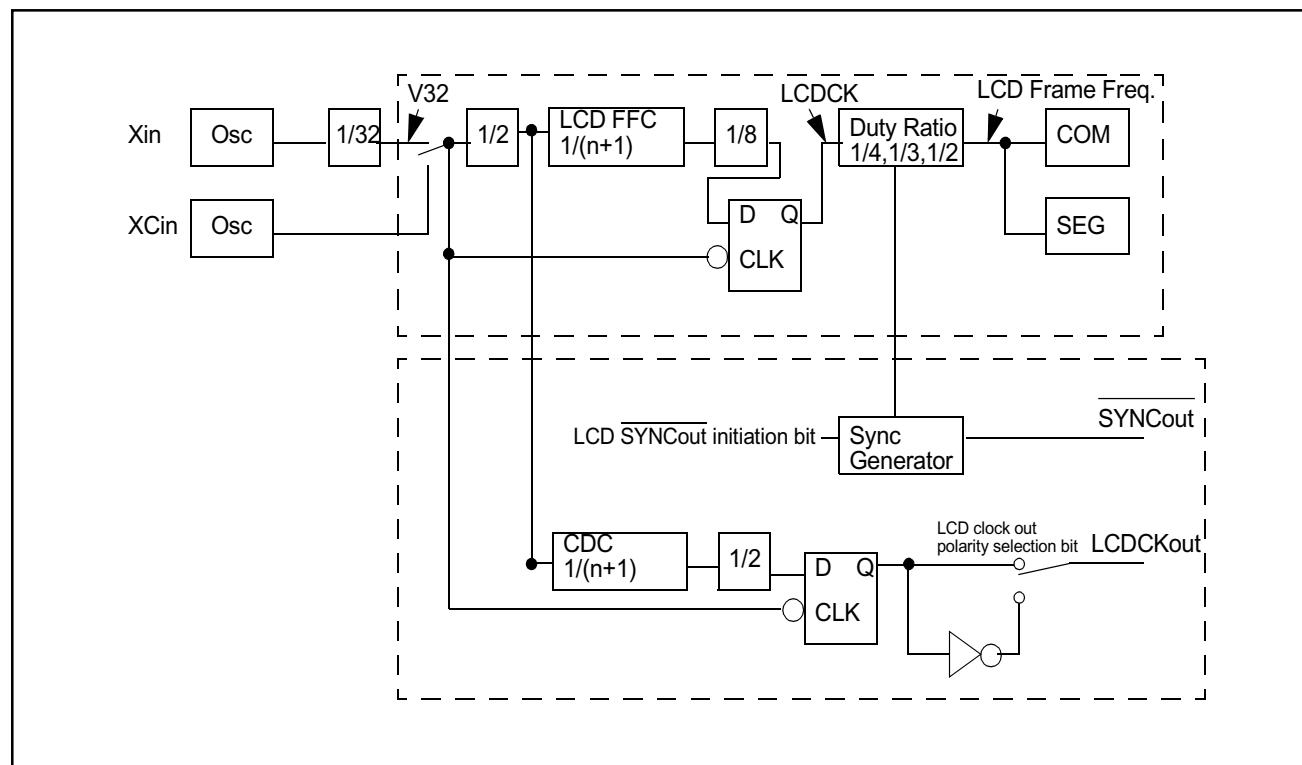 V32
LCDCK
LCD Frame Freq.
Xin
Osc
1/32
1/2
LCD FFC
1/(n+1)
1/8
Duty Ratio
1/4,1/3,1/2
COM
XCin
Osc
D Q
CLK
SEG
SYNCout
LCD SYNCout initiation bit
Sync
Generator
LCD clock out
polarity selection bit
LCDCKout
CDC
1/(n+1)
1/2
D Q
CLK